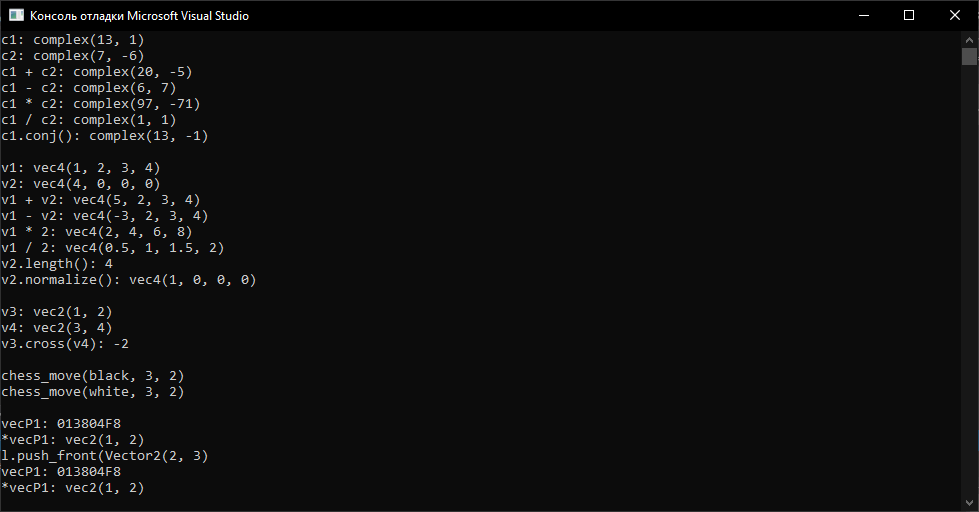 Консоль отладки Microsoft Visual Studio
c1: complex(13, 1)
c2: complex(7, -6)
c1 + c2: complex(20, -5)
c1 - c2: complex(6, 7)
c1 * c2: complex(97, -71)
c1 / c2: complex(1, 1)
c1.conj(): complex(13, -1)
v1: vec4(1, 2, 3, 4)
v2: vec4(4, 0, 0, 0)
v1 + v2: vec4(5, 2, 3, 4)
v1 - v2: vec4(-3, 2, 3, 4)
v1 * 2: vec4(2, 4, 6, 8)
v1 / 2: vec4(0.5, 1, 1.5, 2)
v2.length(): 4
v2.normalize(): vec4(1, 0, 0, 0)
v3: vec2(1, 2)
v4: vec2(3, 4)
v3.cross(v4): -2
chess_move(black, 3, 2)
chess_move(white, 3, 2)
vecP1: 013804F8
*vecP1: vec2(1, 2)
l.push_front(Vector2(2, 3)
vecP1: 013804F8
*vecP1: vec2(1, 2)